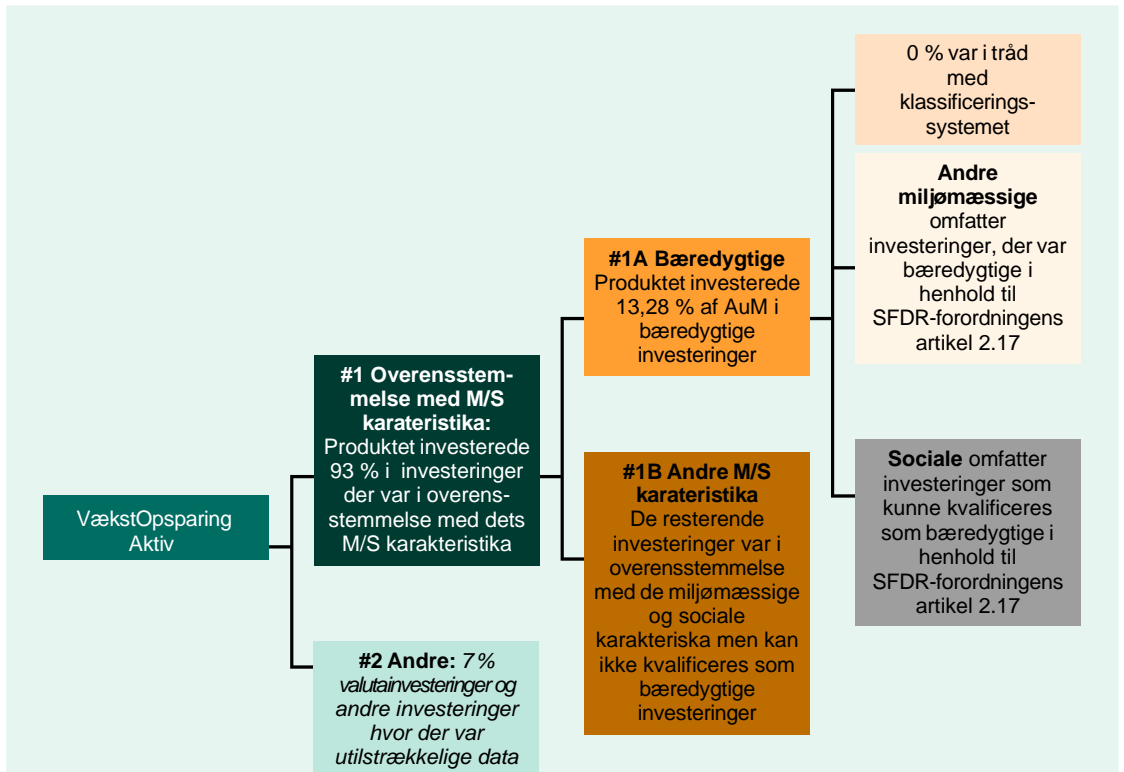 VækstOpsparing
Aktiv
#1 Overensstem-
melse med M/S
karateristika:
Produktet investerede
93 % i investeringer
der var i overens-
stemmelse med dets
M/S karakteristika
#2 Andre: 7 %
valutainvesteringer og
andre investeringer
hvor der var
utilstrækkelige data
#1A Bæredygtige
Produktet investerede
13,28 % af AuM i
bæredygtige
investeringer
#1B Andre M/S
karateristika
De resterende
investeringer var i
overensstemmelse
med de miljømæssige
og sociale
karakteriska men kan
ikke kvalificeres som
bæredygtige
investeringer
0 % var i tråd
med
klassificerings-
systemet
Andre
miljømæssige
omfatter
investeringer, der var
bæredygtige i
henhold til
SFDR-forordningens
artikel 2.17
Sociale omfatter
investeringer som
kunne kvalificeres
som bæredygtige i
henhold til
SFDR-forordningens
artikel 2.17